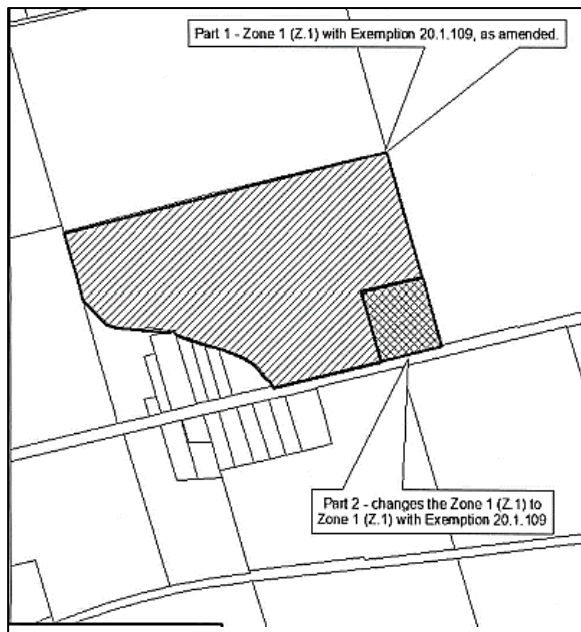 Part 1 - Zone 1 (Z.1) with Exemption 20.1.109, as amended.
Part 2 - changes the Zone 1 (Z.1) to
Zone 1 (Z.1) with Exemption 20.1.109